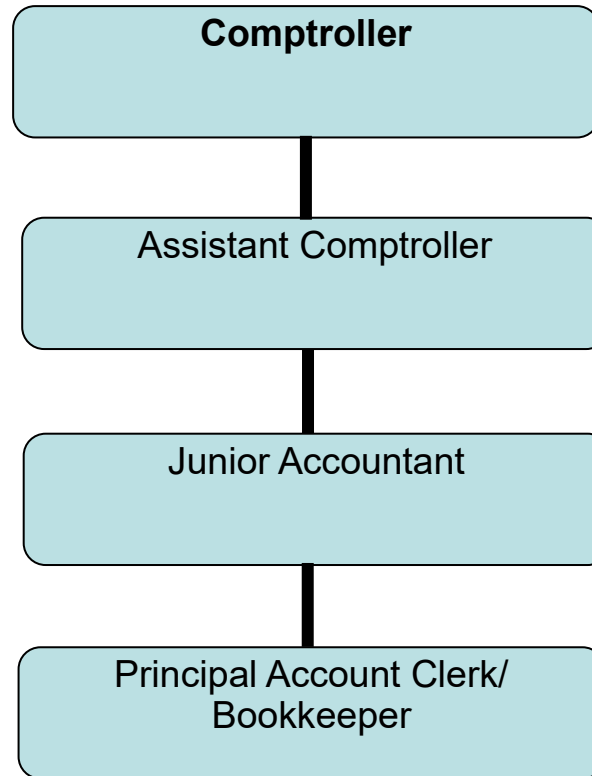 Comptroller
Assistant Comptroller
Junior Accountant
Principal Account Clerk/
Bookkeeper